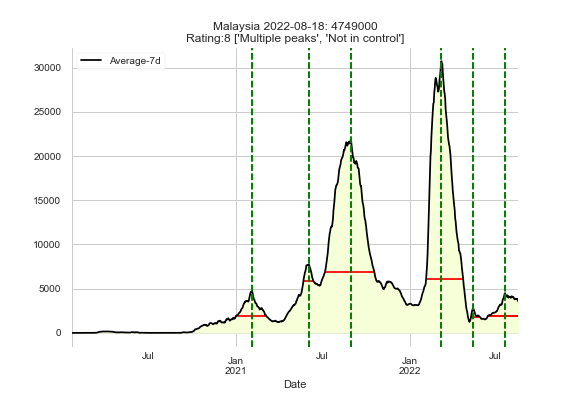 Malaysia 2022-08-18: 4749000
Rating:8 ['Multiple peaks', 'Not in control']
Average-7d
30000
25000
20000
15000
10000
5000
0
Jul
Jan
2021
Jul
Jan
2022
Jul
Date